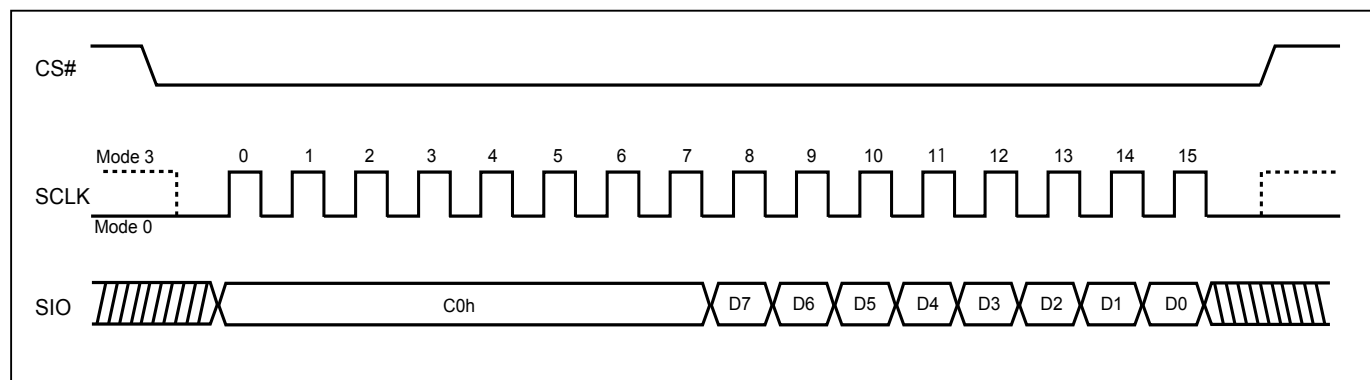 CS#
Mode 3
0 1 2 3 4 5 6 7 8 9 10 11 12 13 14 15
SCLK
Mode 0
SIO C0h D7 D6 D5 D4 D3 D2 D1 D0